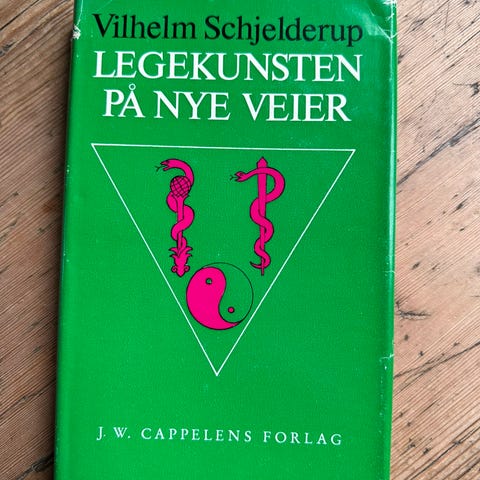 Vilhelm Schjelderup
LEGEKUNSTEN
PÅ NYE VEIER
J. W. CAPPELENS FORLAG